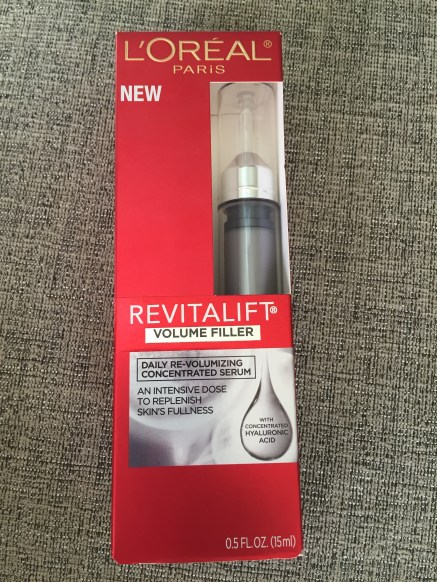 L'ORÉAL®
PARiS
NEW
REVITALIFT®
VOLUME FILLER
DAILY RE-VOLUMIZING
CONCENTRATED SERUM
AN INTENSIVE DOSE
TO REPLENISH
SKIN'S FULLNESS
WITH
CONCENTRATED
HYALURONIC
ACID
0.5 FL.OZ. (15ml)